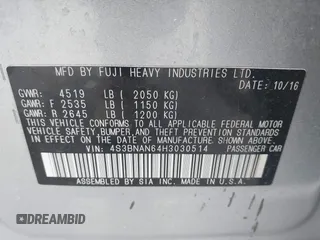 MFD BY FUJI HEAVY INDUSTRIES LTD.
DATE: 10/16
GVWR: 4519 LB ( 2050 KG)
GAWR: F 2535 LB ( 1150 KG)
GAWR: R 2645 LB ( 1200 KG)
THIS VEHICLE CONFORMS TO ALL APPLICABLE FEDERAL MOTOR
VEHICLE SAFETY, BUMPER, AND THEFT PREVENTION STANDARDS
IN EFFECT ON THE DATE OF MANUFACTURE SHOWN ABOVE.
VIN: 4S3BNAN64H3030514
PASSENGER CAR
ASSEMBLED BY SIA INC. IN U.S.A.